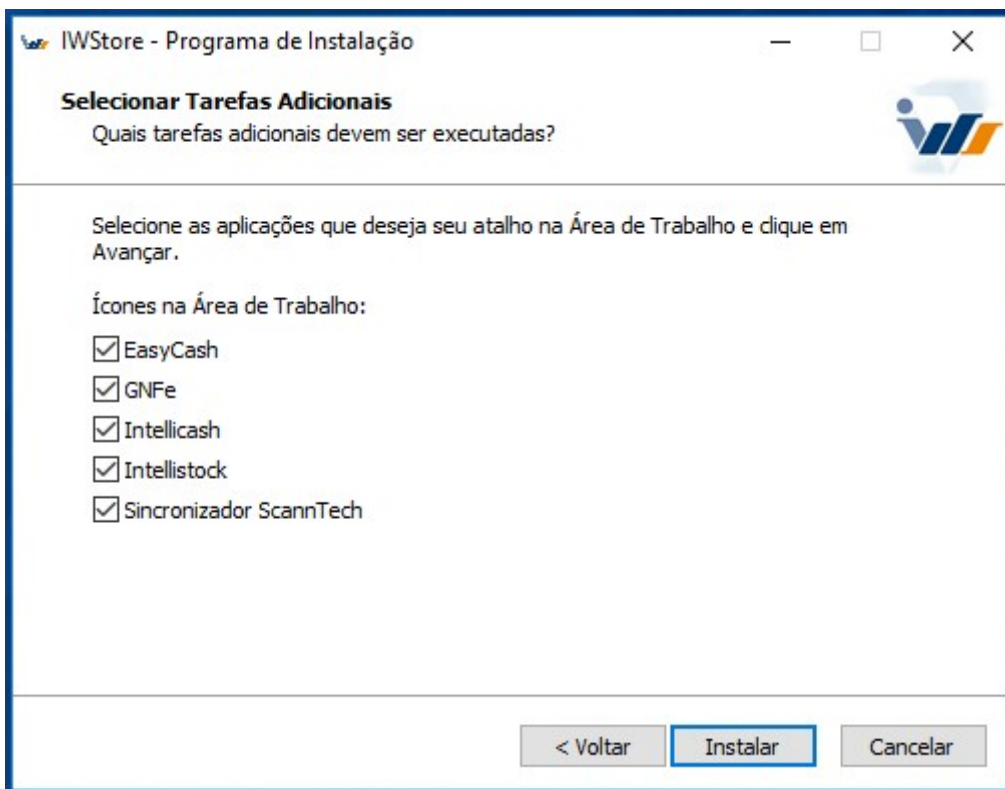 IWStore - Programa de Instalação
Selecionar Tarefas Adicionais
Quais tarefas adicionais devem ser executadas?
Selecione as aplicações que deseja seu atalho na Área de Trabalho e clique em
Avançar.
Ícones na Área de Trabalho:
EasyCash
GNFe
Intellicash
Intellistock
Sincronizador ScannTech
< Voltar
Instalar
Cancelar